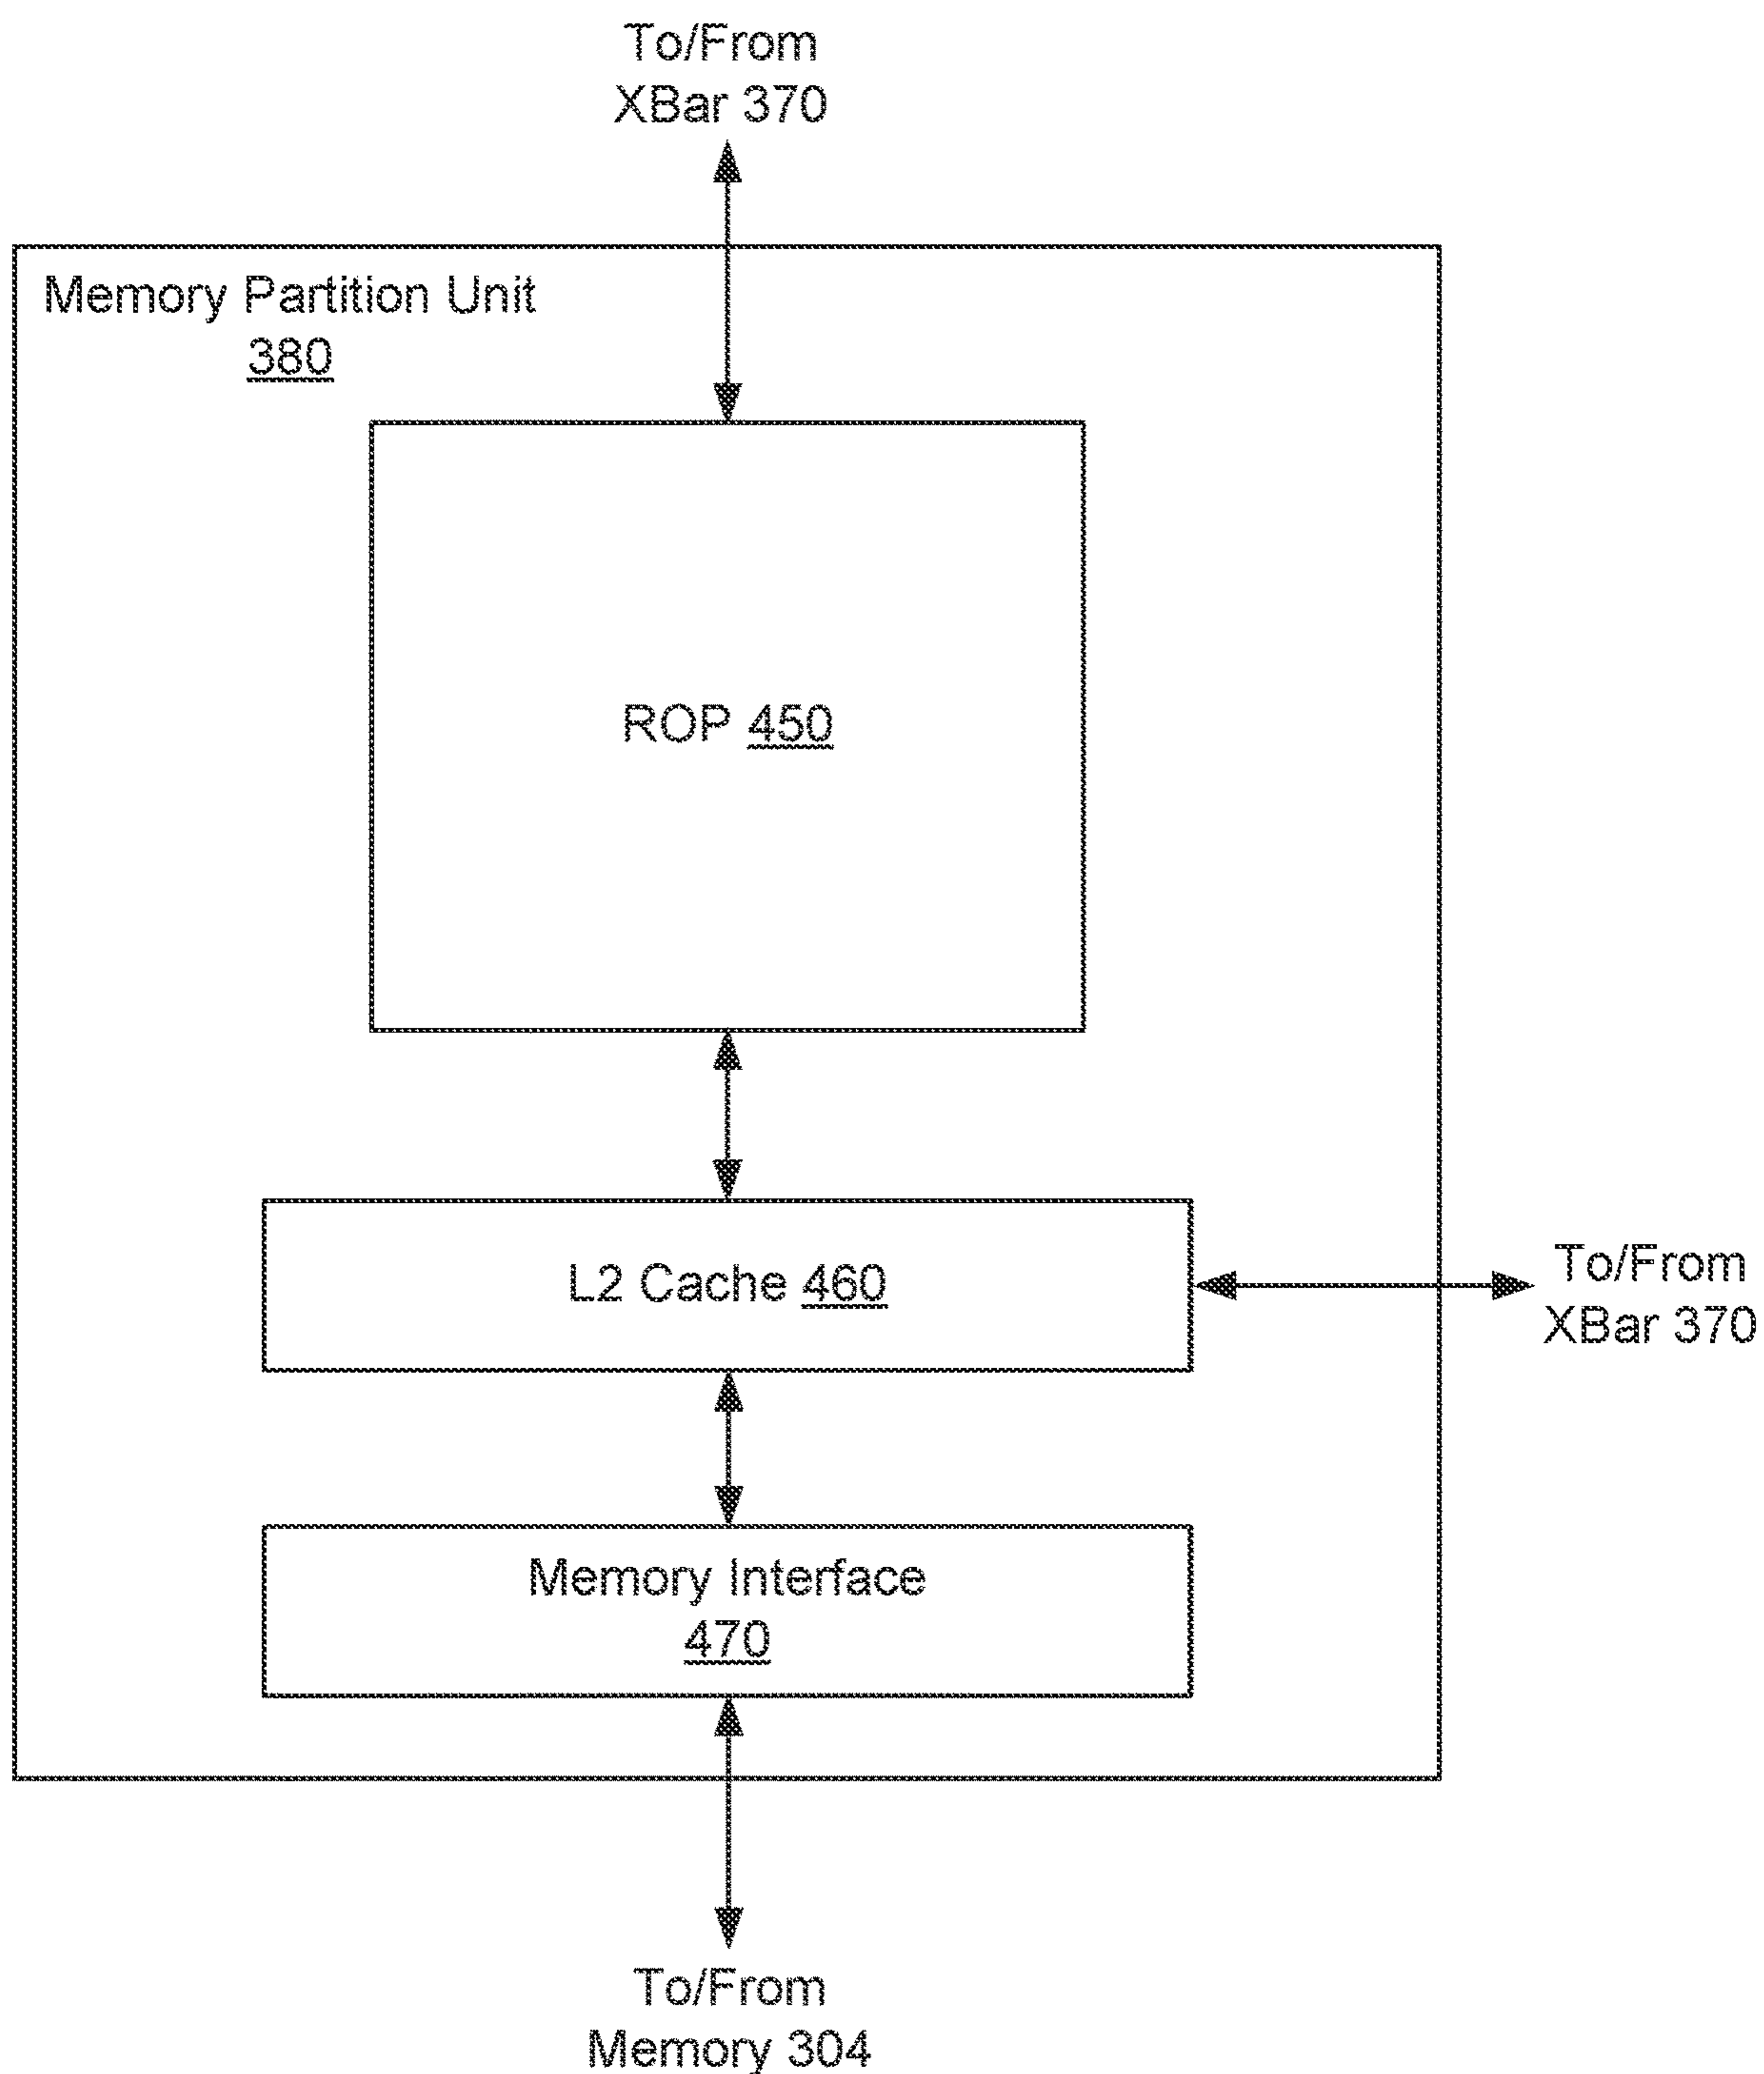 To/From
XBar 370
Memory Partition Unit
380
ROP 450
L2 Cache 460
To/From
XBar 370
Memory Interface
470
To/From
Memory 304